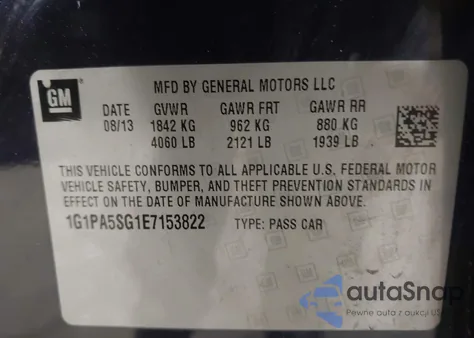 GM
MFD BY GENERAL MOTORS LLC
DATE GVWR GAWR FRT GAWR RR
08/13 1842 KG 962 KG 880 KG
4060 LB 2121 LB 1939 LB
THIS VEHICLE CONFORMS TO ALL APPLICABLE U.S. FEDERAL MOTOR
VEHICLE SAFETY, BUMPER, AND THEFT PREVENTION STANDARDS IN
EFFECT ON THE DATE OF MANUFACTURE SHOWN ABOVE.
1G1PA5SG1E7153822 TYPE: PASS CAR
autoSnap
Pewne auta z aukcji US